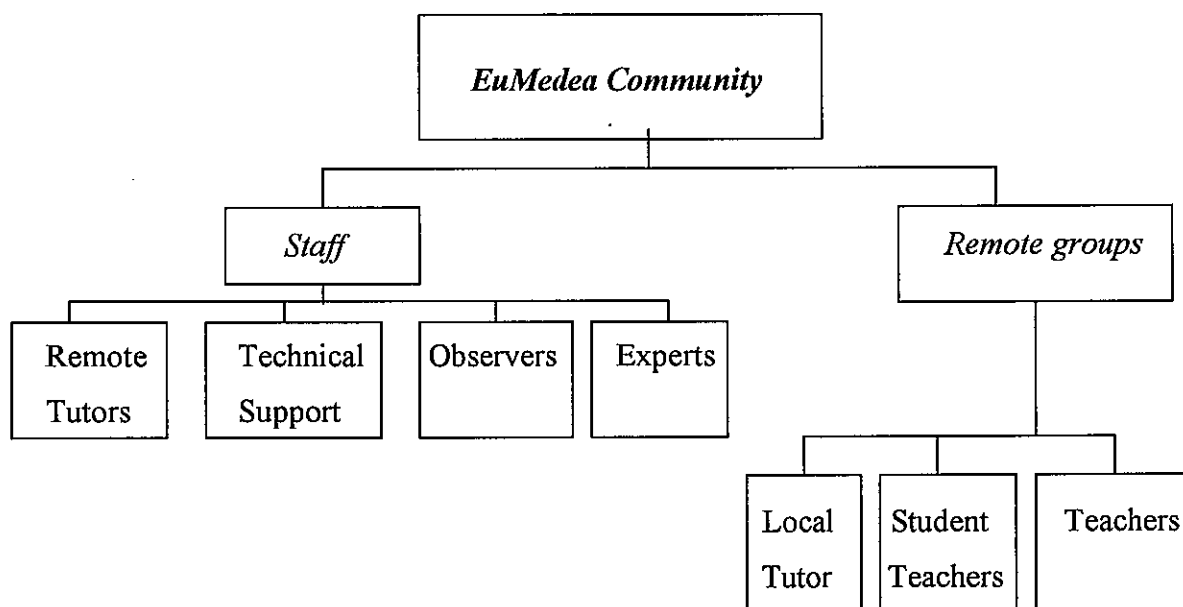 EuMedea Community
Staff
Remote groups
Remote
Tutors
Technical
Support
Observers
Experts
Local
Tutor
Student
Teachers
Teachers